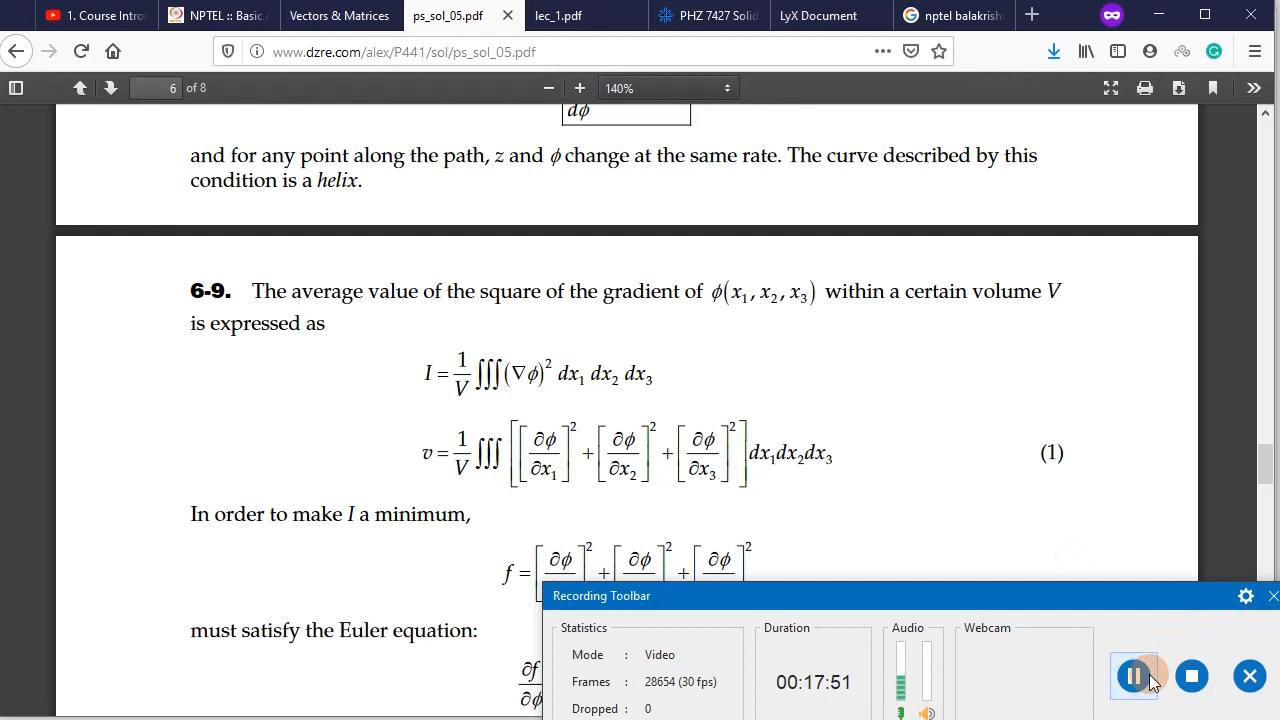 1. Course Intro
NPTEL :: Basic
Vectors & Matrices
ps_sol_05.pdf
lec_1.pdf
PHZ 7427 Solid
LyX Document
nptel balakrish
www.dzre.com/alex/P441/sol/ps_sol_05.pdf
6 of 8
140%
dϕ
and for any point along the path, z and ϕ change at the same rate. The curve described by this
condition is a helix.
6-9. The average value of the square of the gradient of ϕ(x₁, x₂, x₃) within a certain volume V
is expressed as
I = 1/V ∭(∇ϕ)² dx₁ dx₂ dx₃
v = 1/V ∭ [[∂ϕ/∂x₁]² + [∂ϕ/∂x₂]² + [∂ϕ/∂x₃]²] dx₁dx₂dx₃ (1)
In order to make I a minimum,
f = [∂ϕ ]² + [∂ϕ ]² + [∂ϕ ]²
must satisfy the Euler equation:
∂f
∂ϕ
Recording Toolbar
Statistics
Mode : Video
Frames : 28654 (30 fps)
Dropped : 0
Duration
00:17:51
Audio
Webcam